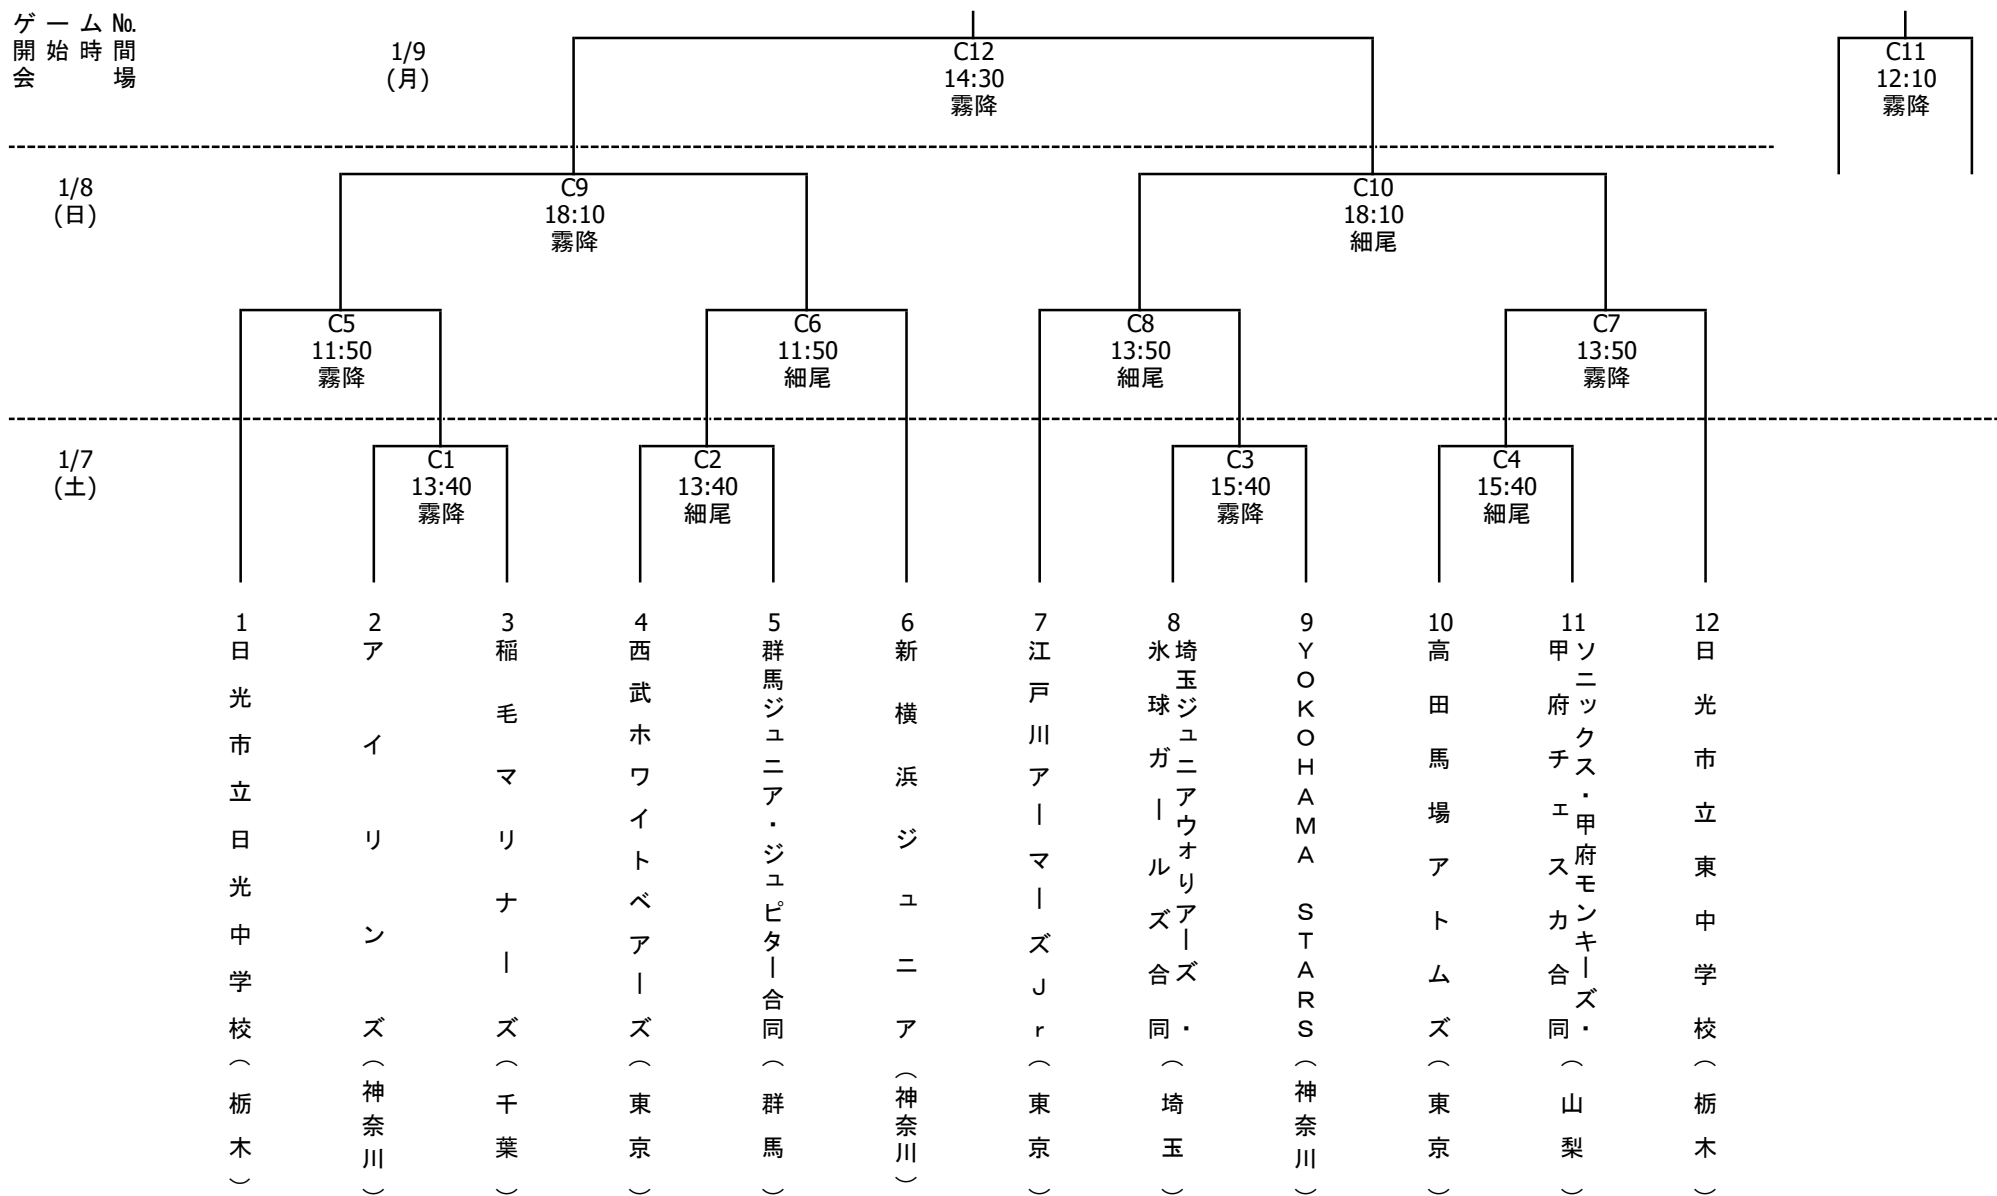 ゲームNo.
開始時間
会場
1/9
(月)
C12
14:30
霧降
C11
12:10
霧降
1/8
(日)
C9
18:10
霧降
C10
18:10
細尾
C5
11:50
霧降
C6
11:50
細尾
C8
13:50
細尾
C7
13:50
霧降
1/7
(土)
C1
13:40
霧降
C2
13:40
細尾
C3
15:40
霧降
C4
15:40
細尾
1
日光市立日光中学校(栃木)
2
アイリンズ(神奈川)
3
稲毛マリナーズ(千葉)
4
西武ホワイトベアーズ(東京)
5
群馬ジュニア・ジュピター合同(群馬)
6
新横浜ジュニア(神奈川)
7
江戸川アーマーズJr(東京)
8
埼玉ジュニアウォりアーズ・
氷球ガールズ合同
(埼玉)
9
YOKOHAMA STARS(神奈川)
10
高田馬場アトムズ(東京)
11
ソニックス・甲府モンキーズ・
甲府チェスカ合同
(山梨)
12
日光市立東中学校(栃木)